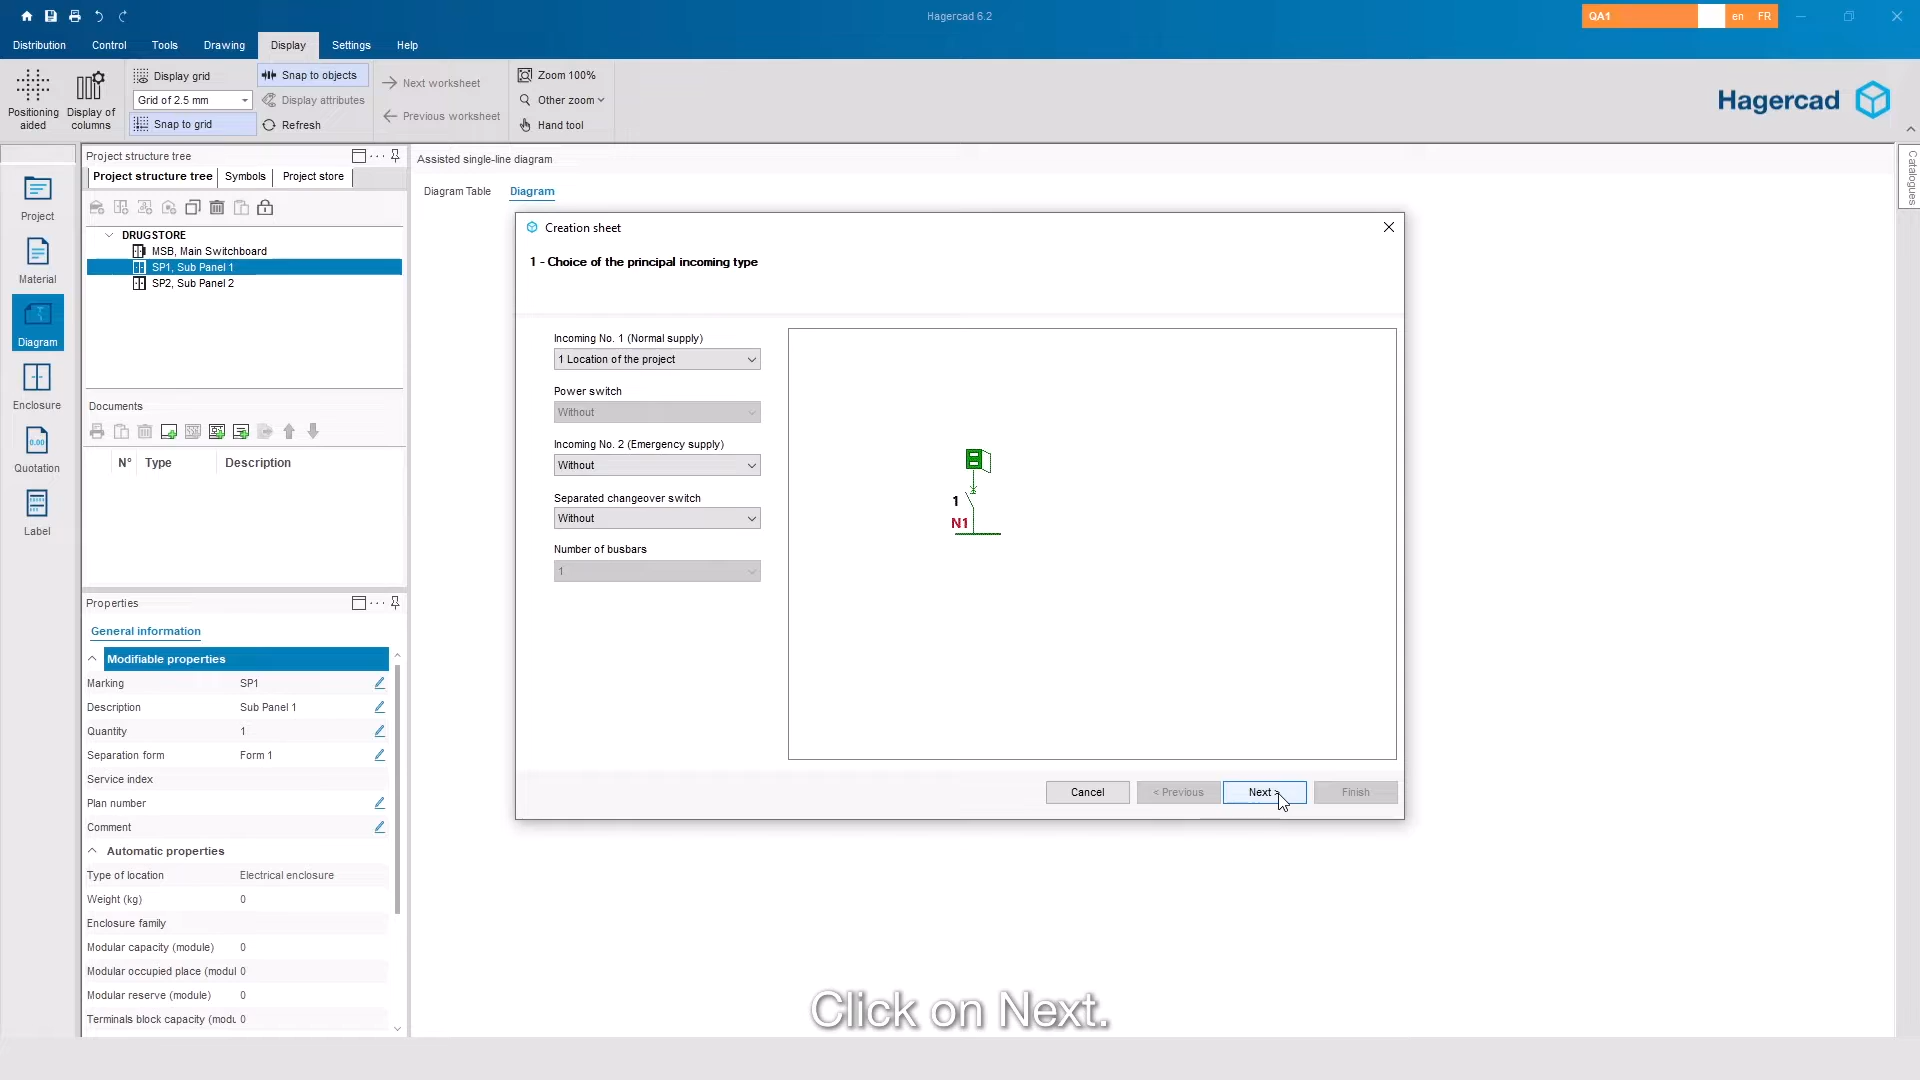 Hagercad 6.2
QA1
en
FR
Distribution
Control
Tools
Drawing
Display
Settings
Help
Positioning aided
Display of columns
Display grid
Grid of 2.5 mm
Snap to grid
Snap to objects
Display attributes
Refresh
Next worksheet
Previous worksheet
Zoom 100%
Other zoom
Hand tool
Hagercad
Catalogues
Project
Material
Diagram
Enclosure
Quotation
0.00
Label
Project structure tree
Project structure tree
Symbols
Project store
DRUGSTORE
MSB, Main Switchboard
SP1, Sub Panel 1
SP2, Sub Panel 2
Documents
N° Type Description
Properties
General information
Modifiable properties
Marking SP1
Description Sub Panel 1
Quantity 1
Separation form Form 1
Service index
Plan number
Comment
Automatic properties
Type of location Electrical enclosure
Weight (kg) 0
Enclosure family
Modular capacity (module) 0
Modular occupied place (modul 0
Modular reserve (module) 0
Terminals block capacity (modu 0
Assisted single-line diagram
Diagram Table
Diagram
Creation sheet
1 - Choice of the principal incoming type
Incoming No. 1 (Normal supply)
1 Location of the project
Power switch
Without
Incoming No. 2 (Emergency supply)
Without
Separated changeover switch
Without
Number of busbars
1
1
N1
Cancel
< Previous
Next >
Finish
Click on Next.